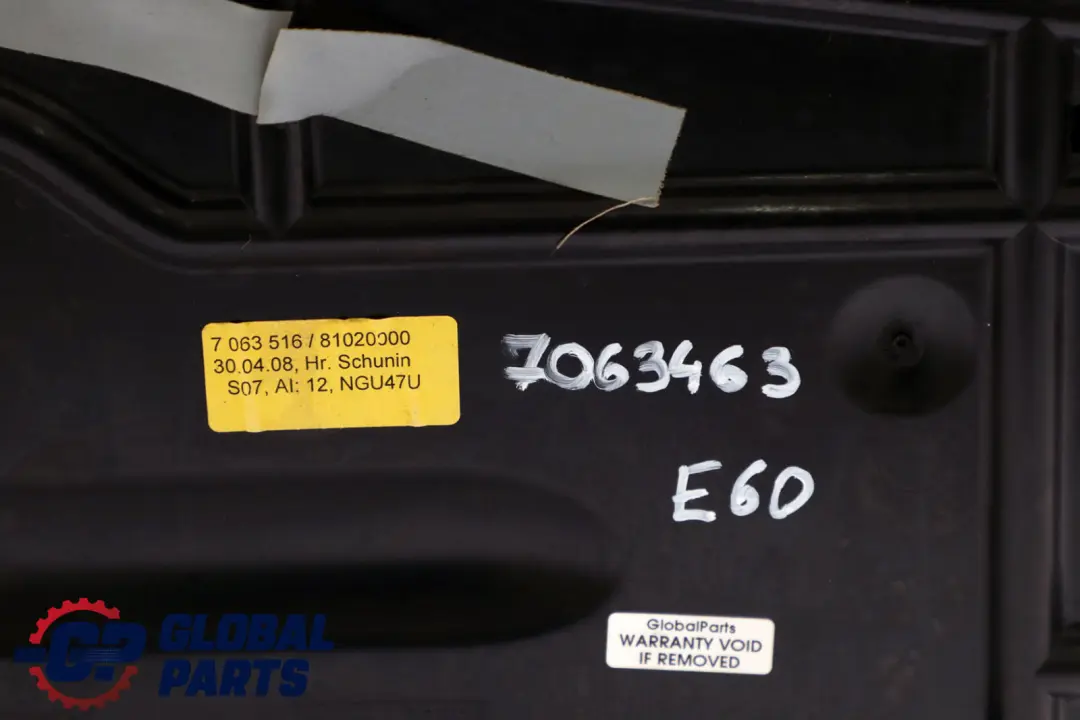 7 063 516 / 81020000
30.04.08, Hr. Schunin
S07, AI: 12, NGU47U
7063463
E60
GlobalParts
WARRANTY VOID
IF REMOVED
GP GLOBAL
PARTS